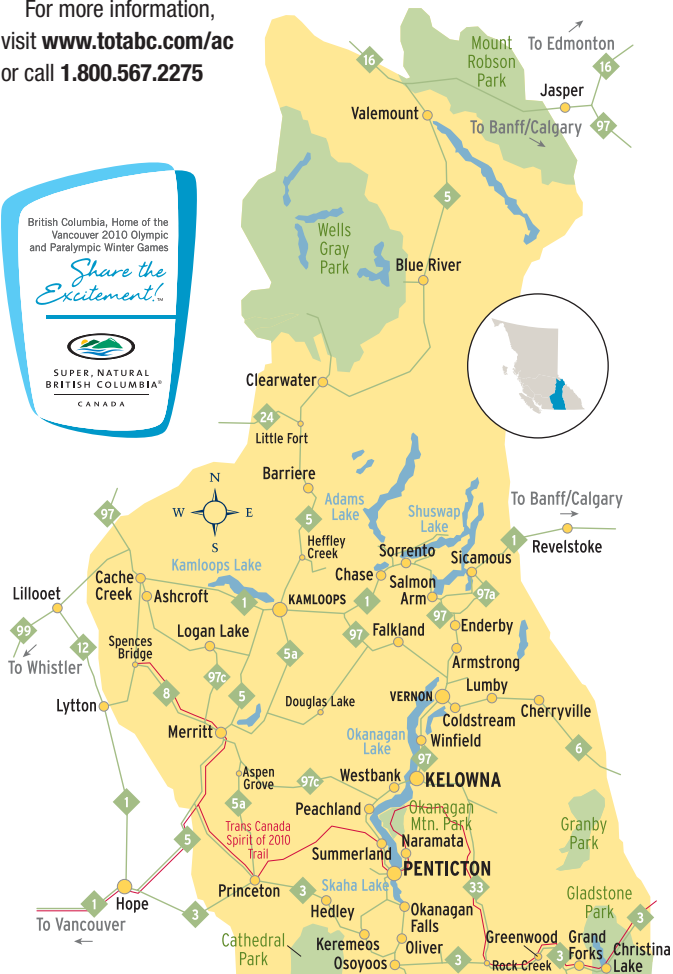 For more information,
visit www.totabc.com/ac
or call 1.800.567.2275
British Columbia, Home of the
Vancouver 2010 Olympic
and Paralympic Winter Games
Share the
Excitement!™
SUPER, NATURAL
BRITISH COLUMBIA®
CANADA
16
Mount
Robson
Park
To Edmonton
16
Jasper
Valemount
To Banff/Calgary
97
5
Wells
Gray
Park
Blue River
Clearwater
24
Little Fort
Barriere
Adams
Lake
Shuswap
Lake
To Banff/Calgary
N
W
E
S
97
5
Heffley
Creek
1
Revelstoke
Kamloops Lake
Sorrento
Sicamous
Chase
Cache
Creek
Ashcroft
Salmon
Arm
97a
Lillooet
1
KAMLOOPS
1
97
99
To Whistler
12
Logan Lake
97
Falkland
Enderby
Spences
Bridge
5a
Armstrong
8
97c
5
Lytton
Douglas Lake
VERNON
Lumby
Coldstream
Cherryville
Merritt
Okanagan
Lake
Winfield
6
97
Aspen
Grove
97c
Westbank
KELOWNA
1
5a
Peachland
Okanagan
Mtn. Park
Granby
Park
Trans Canada
Spirit of 2010
Trail
5
Naramata
Summerland
PENTICTON
Princeton
Skaha Lake
33
Gladstone
Park
Hope
1
3
3
3
To Vancouver
Hedley
Okanagan
Falls
Cathedral
Park
Keremeos
Oliver
Greenwood
Grand
Forks
Christina
Lake
Osoyoos
3
Rock Creek
3